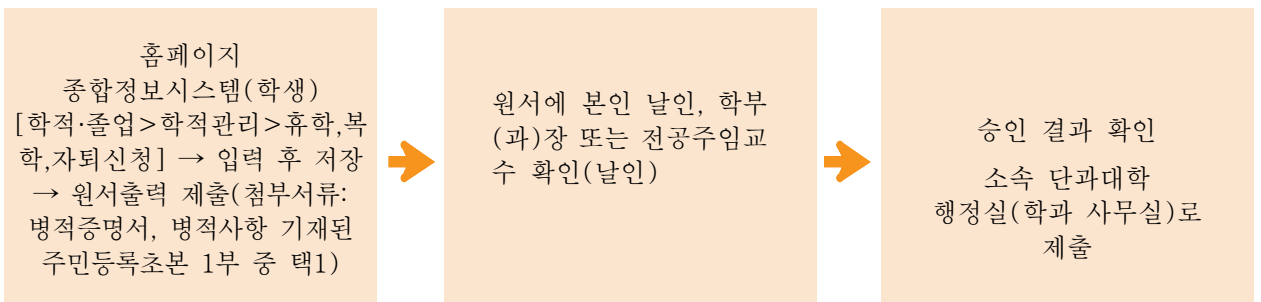 홈페이지
종합정보시스템(학생)
[학적·졸업>학적관리>휴학,복
학,자퇴신청] → 입력 후 저장
→ 원서출력 제출(첨부서류:
병적증명서, 병적사항 기재된
주민등록초본 1부 중 택1)
원서에 본인 날인, 학부
(과)장 또는 전공주임교
수 확인(날인)
승인 결과 확인
소속 단과대학
행정실(학과 사무실)로
제출